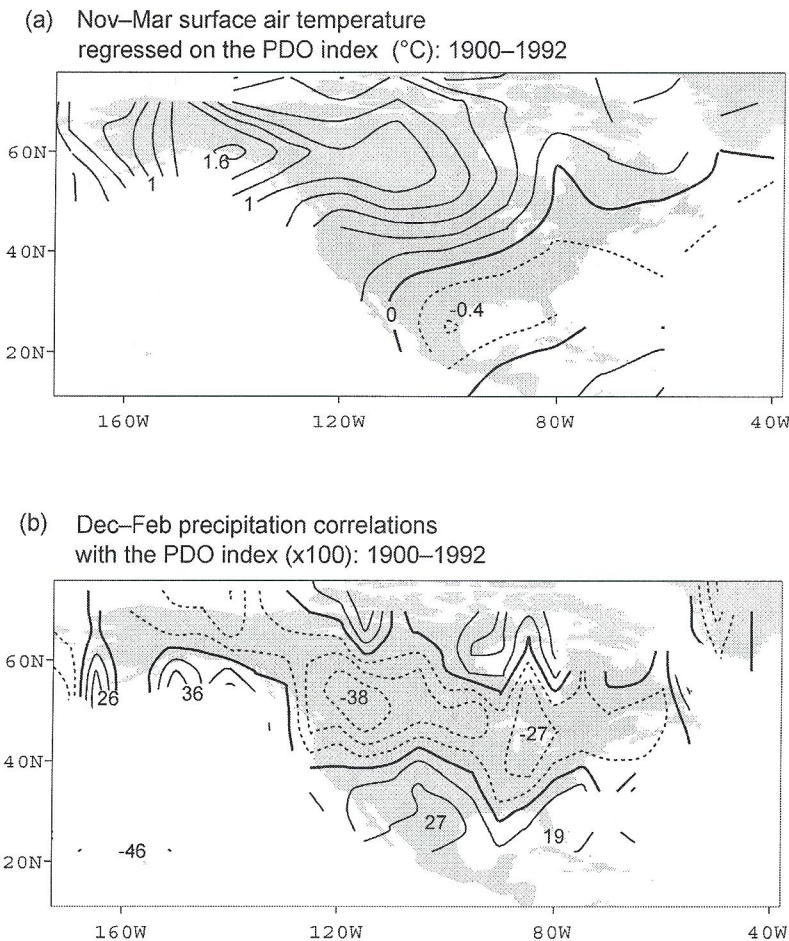 (a) Nov–Mar surface air temperature
regressed on the PDO index (°C): 1900–1992
60N
40N
20N
1.6
1
1
0
-0.4
160W 120W 80W 40W
(b) Dec–Feb precipitation correlations
with the PDO index (x100): 1900–1992
60N
40N
20N
26
36
-38
-27
27
19
-46
160W 120W 80W 40W